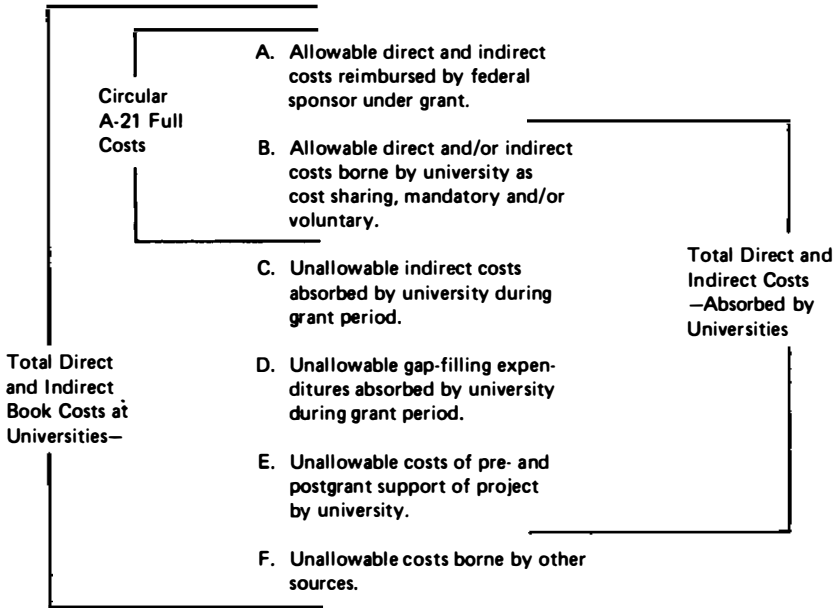 A. Allowable direct and indirect
costs reimbursed by federal
sponsor under grant.
Circular
A-21 Full
Costs
B. Allowable direct and/or indirect
costs borne by university as
cost sharing, mandatory and/or
voluntary.
C. Unallowable indirect costs
absorbed by university during
grant period.
Total Direct and
Indirect Costs
—Absorbed by
Universities
Total Direct
and Indirect
Book Costs at
Universities—
D. Unallowable gap-filling expen-
ditures absorbed by university
during grant period.
E. Unallowable costs of pre- and
postgrant support of project
by university.
F. Unallowable costs borne by other
sources.